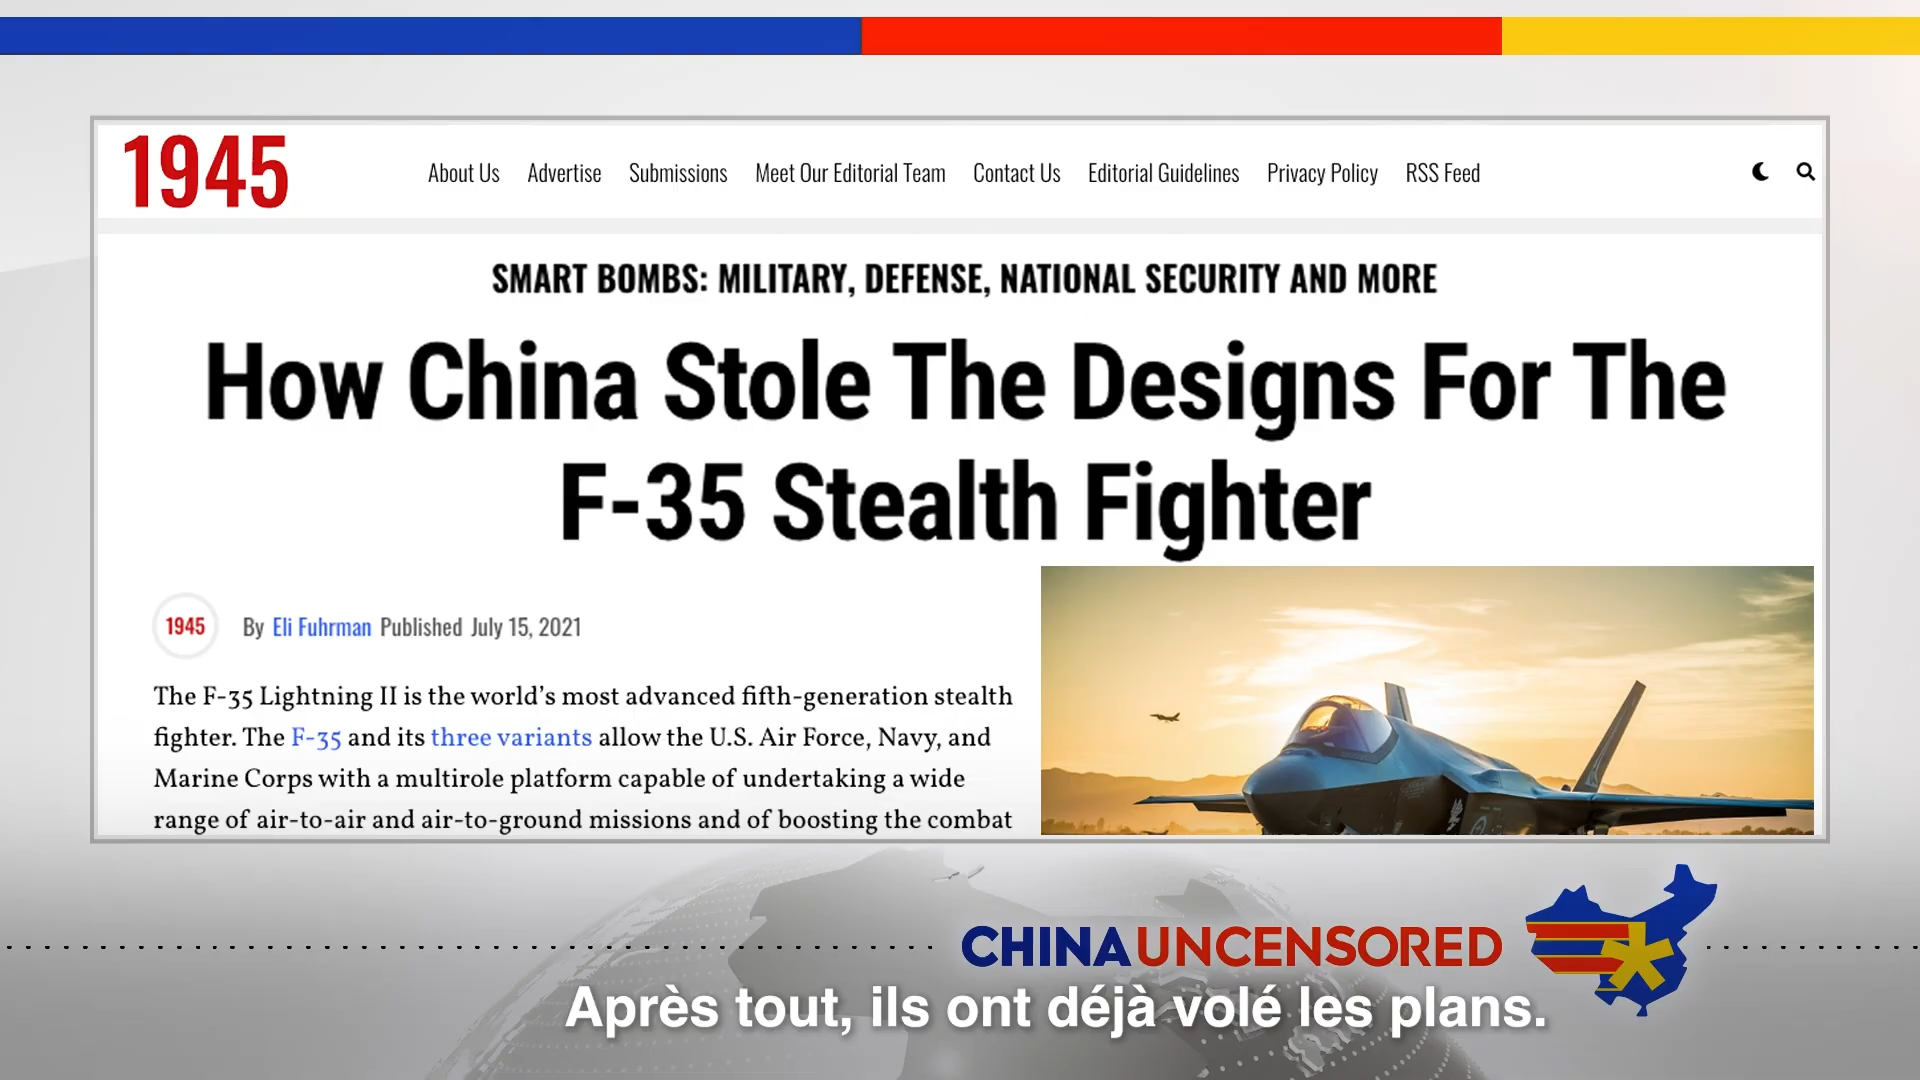 1945
About Us Advertise Submissions Meet Our Editorial Team Contact Us Editorial Guidelines Privacy Policy RSS Feed
SMART BOMBS: MILITARY, DEFENSE, NATIONAL SECURITY AND MORE
How China Stole The Designs For The
F-35 Stealth Fighter
1945
By Eli Fuhrman Published July 15, 2021
The F-35 Lightning II is the world’s most advanced fifth-generation stealth
fighter. The F-35 and its three variants allow the U.S. Air Force, Navy, and
Marine Corps with a multirole platform capable of undertaking a wide
range of air-to-air and air-to-ground missions and of boosting the combat
CHINA UNCENSORED
Après tout, ils ont déjà volé les plans.